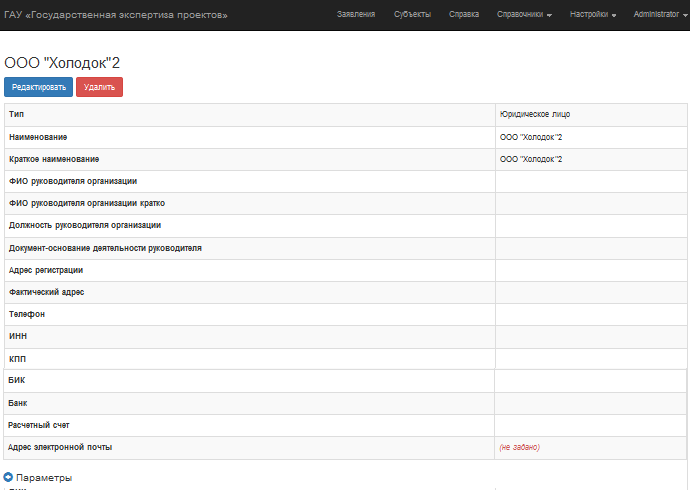 ГАУ «Государственная экспертиза проектов» Заявления Субъекты Справка Справочники Настройки Administrator
ООО "Холодок"2
Редактировать Удалить
Тип Юридическое лицо
Наименование ООО "Холодок"2
Краткое наименование ООО "Холодок"2
ФИО руководителя организации
ФИО руководителя организации кратко
Должность руководителя организации
Документ-основание деятельности руководителя
Адрес регистрации
Фактический адрес
Телефон
ИНН
КПП
БИК
Банк
Расчетный счет
Адрес электронной почты (не задано)
Параметры